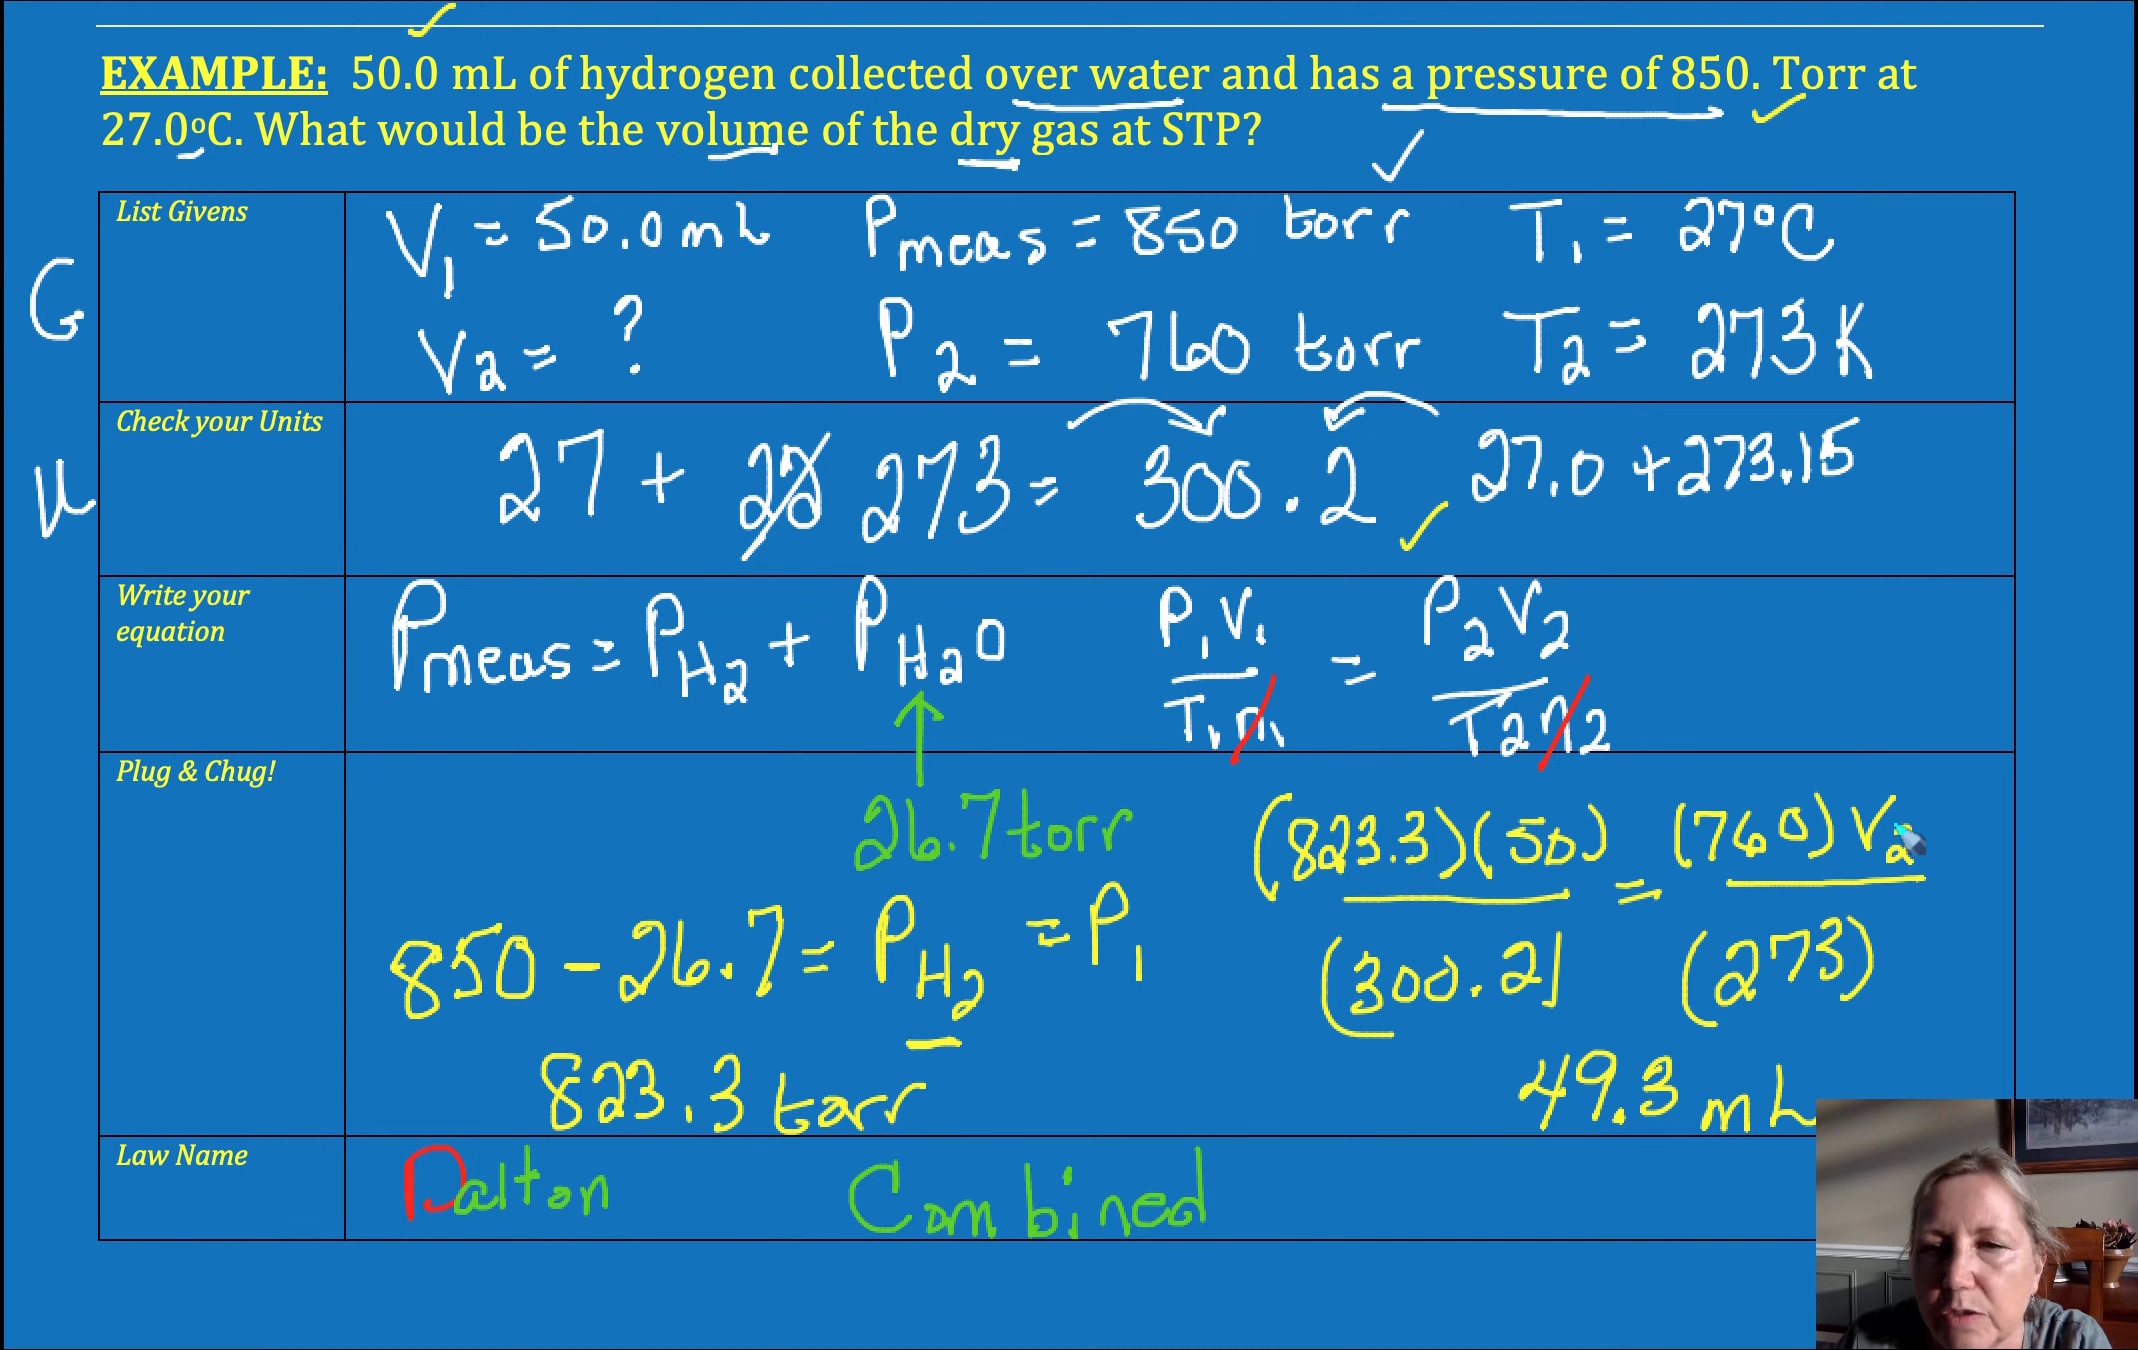 EXAMPLE: 50.0 mL of hydrogen collected over water and has a pressure of 850. Torr at
27.0°C. What would be the volume of the dry gas at STP?
G
List Givens
V₁ = 50.0 mL Pmeas = 850 torr T₁ = 27°C
V₂ = ? P₂ = 760 torr T₂ = 273 K
U
Check your Units
27 + 273 = 300.2 27.0 + 273.15
Write your
equation
Pmeas = PH₂ + PH₂O P₁V₁ = P₂V₂
T₁n₁ T₂n₂
Plug & Chug!
26.7 torr (823.3)(50) = (760) V₂
850 - 26.7 = PH₂ = P₁ (300.2) (273)
823.3 torr 49.3 mL
Law Name
Dalton Combined